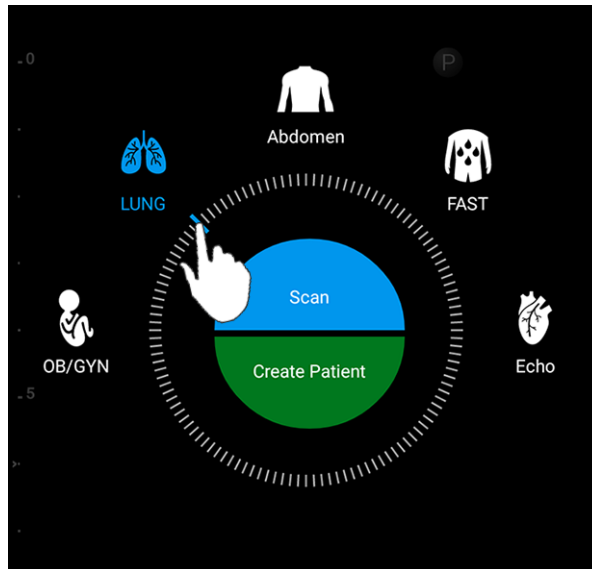 0
P
Abdomen
LUNG
FAST
Scan
OB/GYN
Echo
Create Patient
5